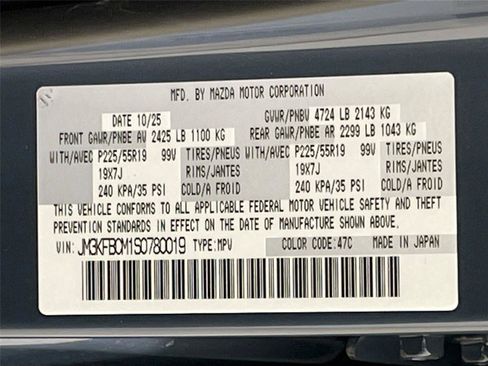 MFD. BY MAZDA MOTOR CORPORATION
DATE 10/25 GVWR/PNBV 4724 LB 2143 KG
FRONT GAWR/PNBE AV 2425 LB 1100 KG REAR GAWR/PNBE AR 2299 LB 1043 KG
WITH/AVEC P225/55R19 99V TIRES/PNEUS WITH/AVEC P225/55R19 99V TIRES/PNEUS
19X7J RIMS/JANTES 19X7J RIMS/JANTES
240 KPA/35 PSI COLD/A FROID 240 KPA/35 PSI COLD/A FROID
THIS VEHICLE CONFORMS TO ALL APPLICABLE FEDERAL MOTOR VEHICLE SAFETY AND THEFT
PREVENTION STANDARDS IN EFFECT ON THE DATE OF MANUFACTURE SHOWN ABOVE.
VIN: JM3KFBCM1S0780019 TYPE: MPV COLOR CODE: 47C MADE IN JAPAN